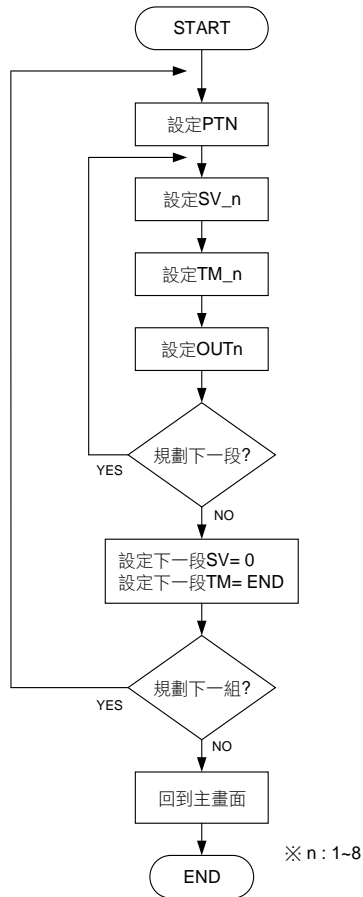 START
設定PTN
設定SV_n
設定TM_n
設定OUTn
規劃下一段?
YES
NO
設定下一段SV= 0
設定下一段TM= END
規劃下一組?
YES
NO
回到主畫面
※ n : 1~8
END